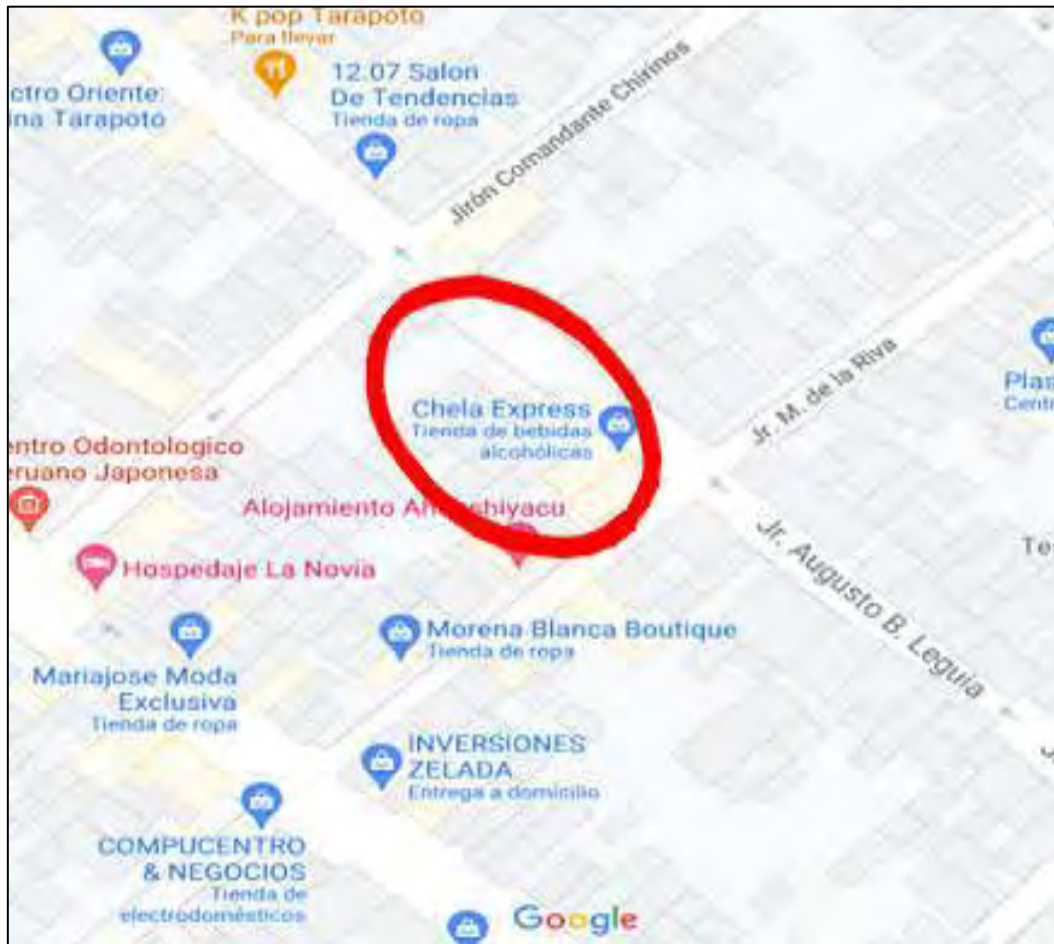 K pop Tarapoto
Para llevar
12.07 Salon
De Tendencias
Tienda de ropa
ctro Oriente:
ina Tarapoto
Jirón Comandante Chirinos
Jr. M. de la Riva
Plas
Centr
Chela Express
Tienda de bebidas
alcohólicas
entro Odontologico
eruano Japonesa
Alojamiento
Hospedaje La Novia
Te
Jr. Augusto B. Leguia
Morena Blanca Boutique
Tienda de ropa
Mariajose Moda
Exclusiva
Tienda de ropa
INVERSIONES
ZELADA
Entrega a domicilio
COMPUCENTRO
& NEGOCIOS
Tienda de
electrodomésticos
Google